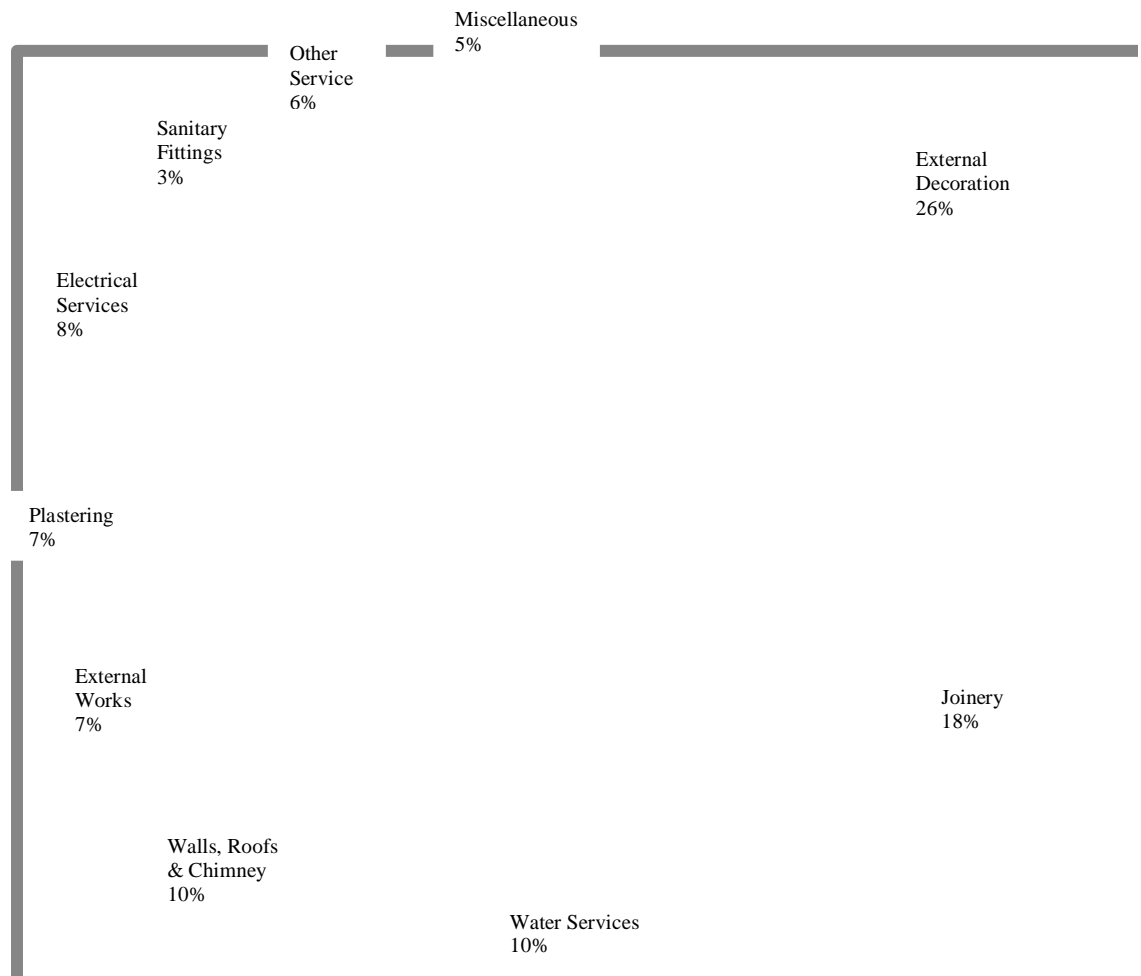 Miscellaneous
5%
Other
Service
6%
Sanitary
Fittings
3%
External
Decoration
26%
Electrical
Services
8%
Plastering
7%
External
Works
7%
Joinery
18%
Walls, Roofs
& Chimney
10%
Water Services
10%